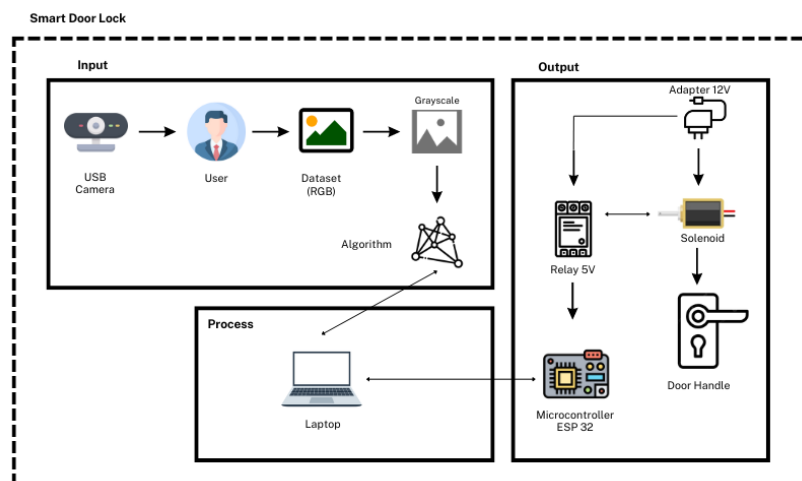 Smart Door Lock
Input
USB
Camera
User
Dataset
(RGB)
Grayscale
Algorithm
Process
Laptop
Output
Adapter 12V
Relay 5V
Solenoid
Microcontroller
ESP 32
Door Handle